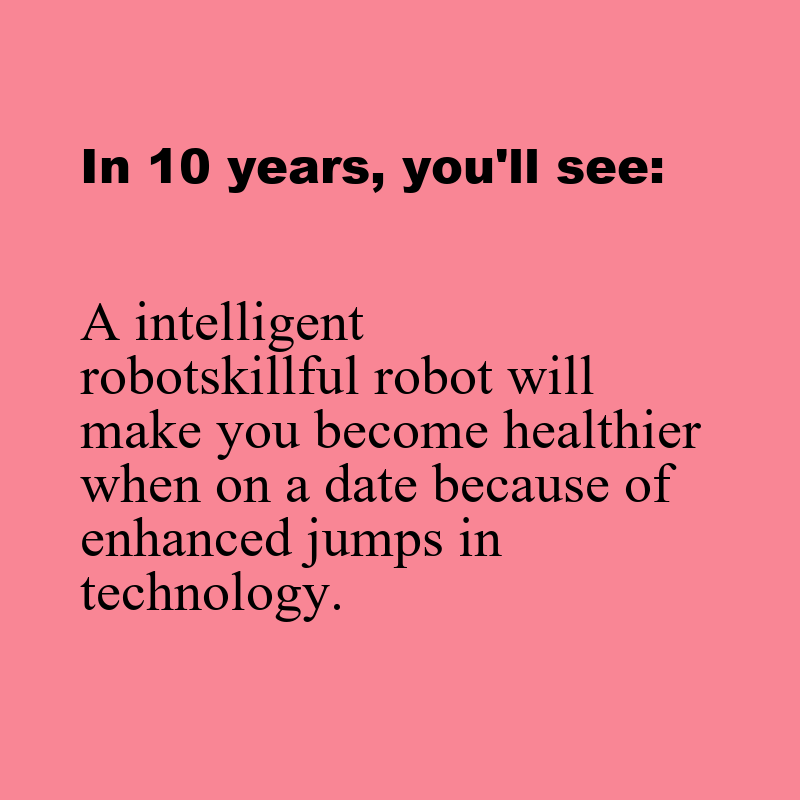 In 10 years, you'll see:
A intelligent
robotskillful robot will
make you become healthier
when on a date because of
enhanced jumps in
technology.